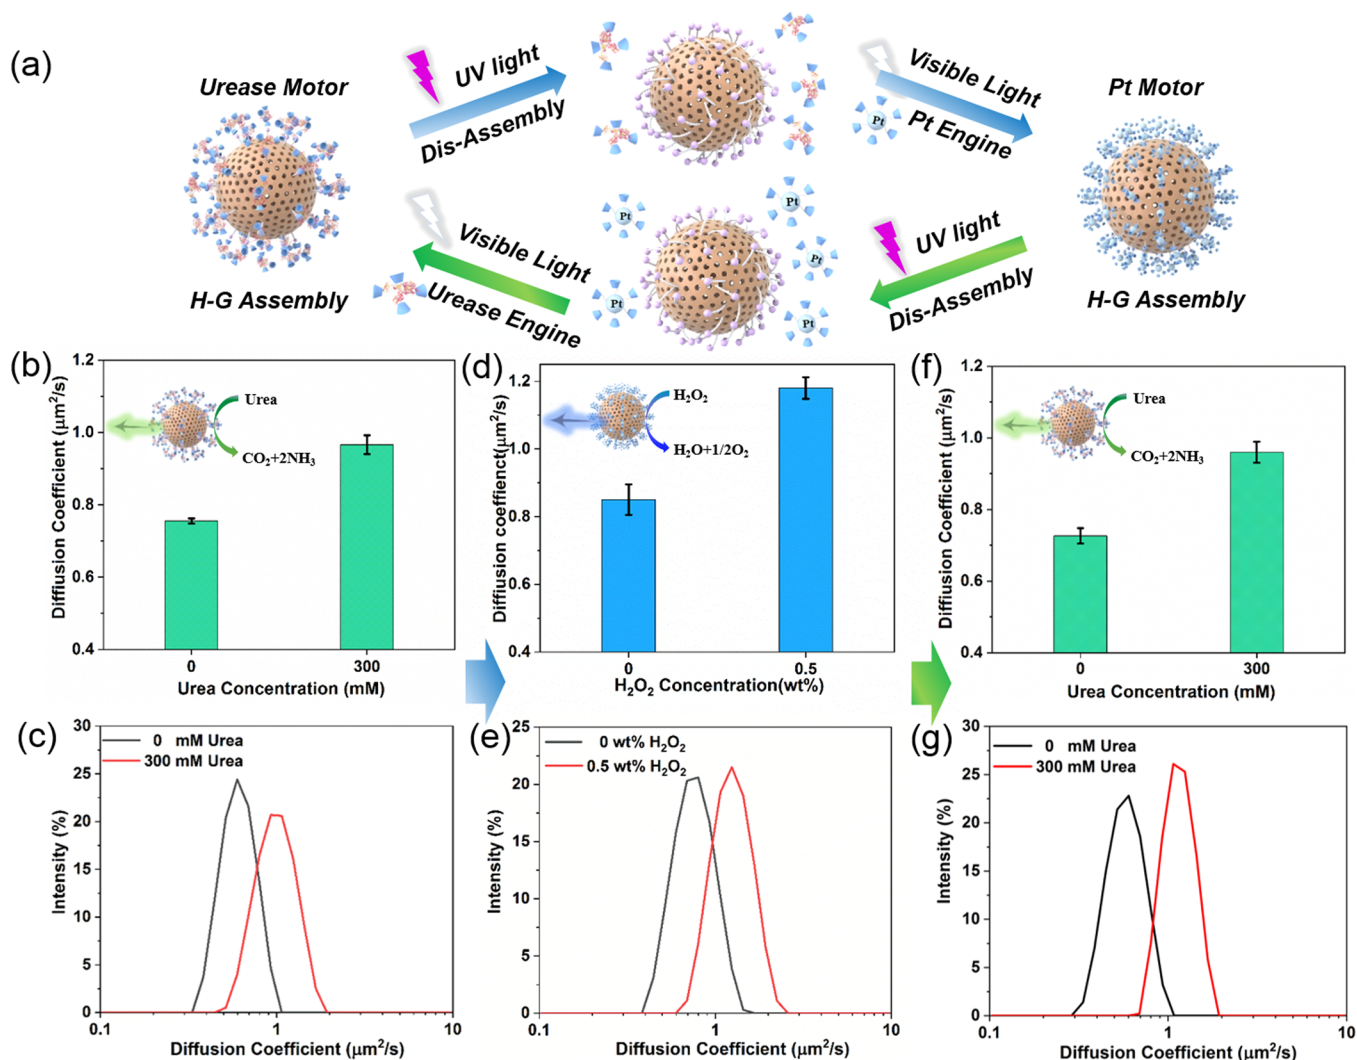 (a)
Urease Motor
H-G Assembly
UV light
Dis-Assembly
Visible Light
Pt Engine
Pt
Pt Motor
H-G Assembly
UV light
Dis-Assembly
Pt
Pt
Pt
Pt
Pt
Visible Light
Urease Engine
(b)
Diffusion Coefficient (μm²/s)
1.2
1.0
0.8
0.6
0.4
Urea
CO₂+2NH₃
0
300
Urea Concentration (mM)
(d)
Diffusion coeffienct(μm²/s)
1.2
1.0
0.8
0.6
0.4
H₂O₂
H₂O+1/2O₂
0
0.5
H₂O₂ Concentration(wt%)
(f)
Diffusion Coefficient (μm²/s)
1.2
1.0
0.8
0.6
0.4
Urea
CO₂+2NH₃
0
300
Urea Concentration (mM)
(c)
Intensity (%)
30
25
20
15
10
5
0
0 mM Urea
300 mM Urea
0.1
1
10
Diffusion Coefficient (μm²/s)
(e)
Intensity (%)
25
20
15
10
5
0
0 wt% H₂O₂
0.5 wt% H₂O₂
0.1
1
10
Diffusion Coefficient (μm²/s)
(g)
Intensity (%)
30
25
20
15
10
5
0
0 mM Urea
300 mM Urea
0.1
1
10
Diffusion Coefficient (μm²/s)